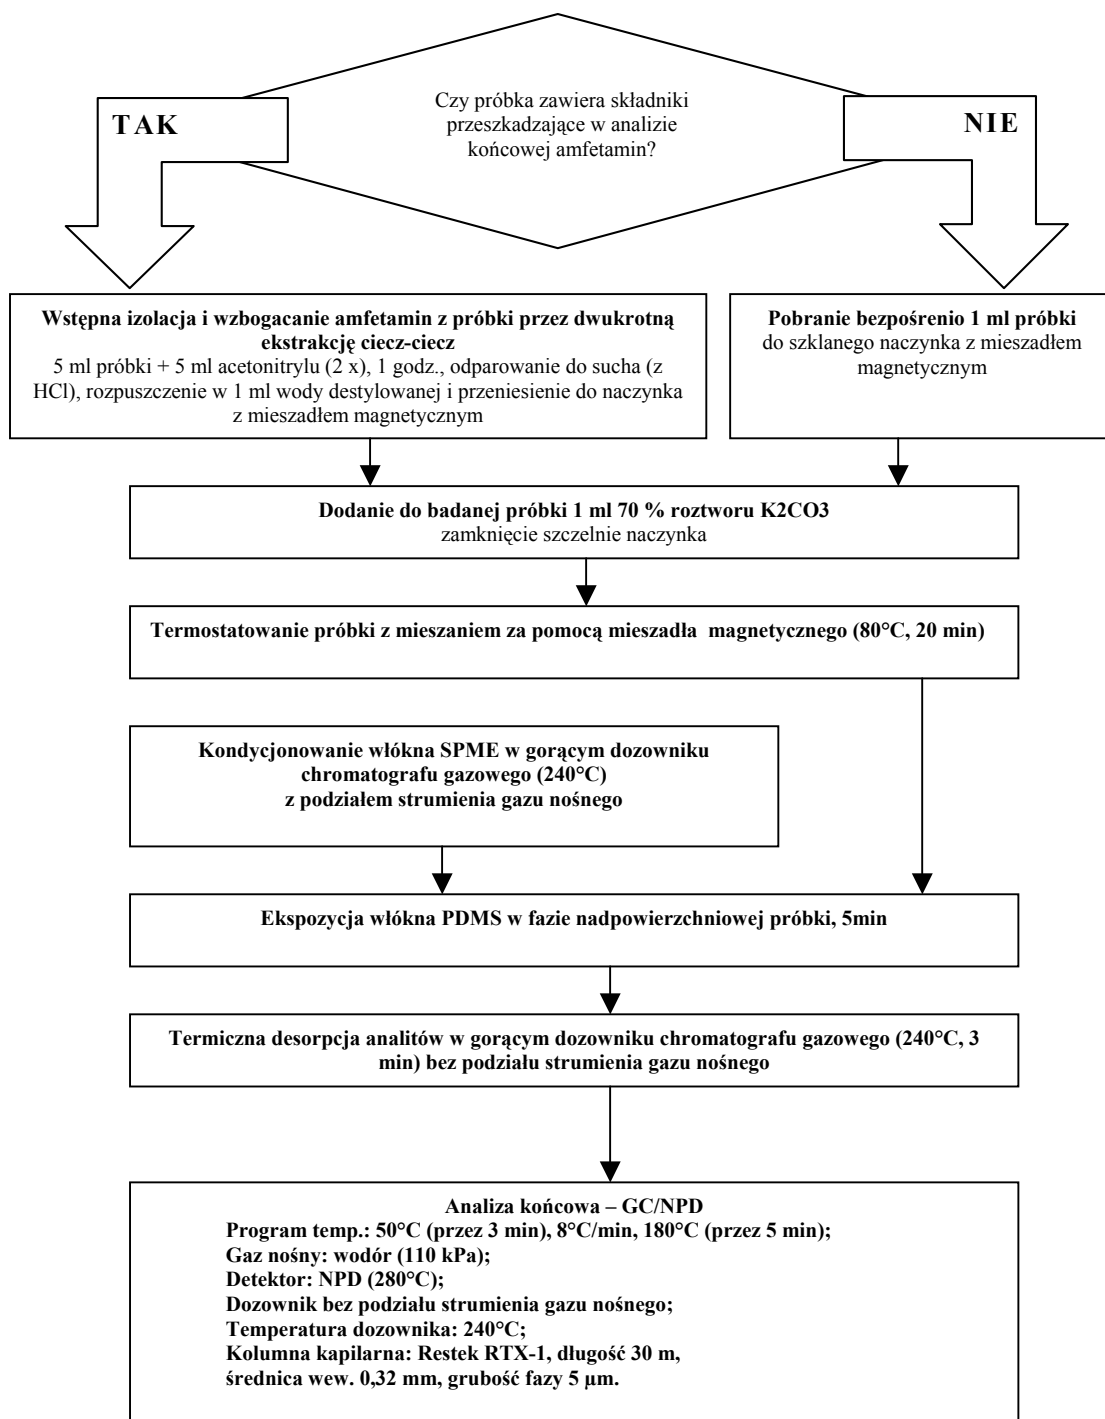 Czy próbka zawiera składniki
przeszkadzające w analizie
końcowej amfetamin?
TAK
NIE
Wstępna izolacja i wzbogacanie amfetamin z próbki przez dwukrotną
ekstrakcję ciecz-ciecz
5 ml próbki + 5 ml acetonitrylu (2 x), 1 godz., odparowanie do sucha (z
HCl), rozpuszczenie w 1 ml wody destylowanej i przeniesienie do naczynka
z mieszadłem magnetycznym
Pobranie bezpośrenio 1 ml próbki
do szklanego naczynka z mieszadłem
magnetycznym
Dodanie do badanej próbki 1 ml 70 % roztworu K2CO3
zamknięcie szczelnie naczynka
Termostatowanie próbki z mieszaniem za pomocą mieszadła magnetycznego (80°C, 20 min)
Kondycjonowanie włókna SPME w gorącym dozowniku
chromatografu gazowego (240°C)
z podziałem strumienia gazu nośnego
Ekspozycja włókna PDMS w fazie nadpowierzchniowej próbki, 5min
Termiczna desorpcja analitów w gorącym dozowniku chromatografu gazowego (240°C, 3
min) bez podziału strumienia gazu nośnego
Analiza końcowa – GC/NPD
Program temp.: 50°C (przez 3 min), 8°C/min, 180°C (przez 5 min);
Gaz nośny: wodór (110 kPa);
Detektor: NPD (280°C);
Dozownik bez podziału strumienia gazu nośnego;
Temperatura dozownika: 240°C;
Kolumna kapilarna: Restek RTX-1, długość 30 m,
średnica wew. 0,32 mm, grubość fazy 5 µm.